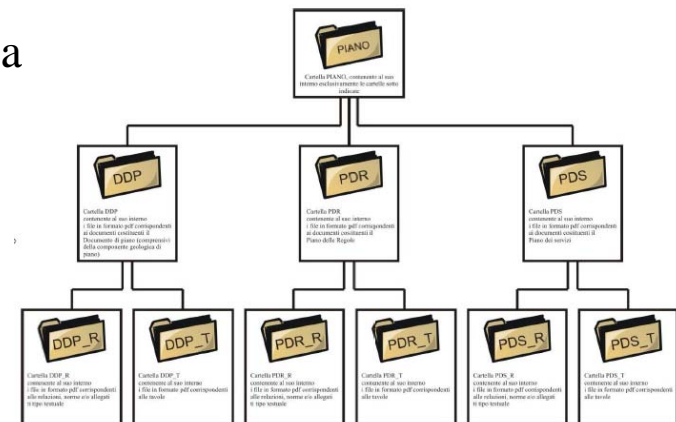 a
PIANO
Cartella PIANO, contenente al suo
interno esclusivamente le cartelle sotto
indicate
DDP
Cartella DDP
contenente al suo interno
i file in formato pdf corrispondenti
ai documenti costituenti il
Documento di piano (comprensivo
della componente geologica di
piano)
PDR
Cartella PDR
contenente al suo interno
i file in formato pdf corrispondenti
ai documenti costituenti il
Piano delle Regole
PDS
Cartella PDS
contenente al suo interno
i file in formato pdf corrispondenti
ai documenti costituenti il
Piano dei servizi
DDP_R
Cartella DDP_R
contenente al suo interno
i file in formato pdf corrispondenti
alle relazioni, norme e/o allegati
ti tipo testuale
DDP_T
Cartella DDP_T
contenente al suo interno
i file in formato pdf corrispondenti
alle tavole
PDR_R
Cartella PDR_R
contenente al suo interno
i file in formato pdf corrispondenti
alle relazioni, norme e/o allegati
ti tipo testuale
PDR_T
Cartella PDR_T
contenente al suo interno
i file in formato pdf corrispondenti
alle tavole
PDS_R
Cartella PDS_R
contenente al suo interno
i file in formato pdf corrispondenti
alle relazioni, norme e/o allegati
ti tipo testuale
PDS_T
Cartella PDS_T
contenente al suo interno
i file in formato pdf corrispondenti
alle tavole